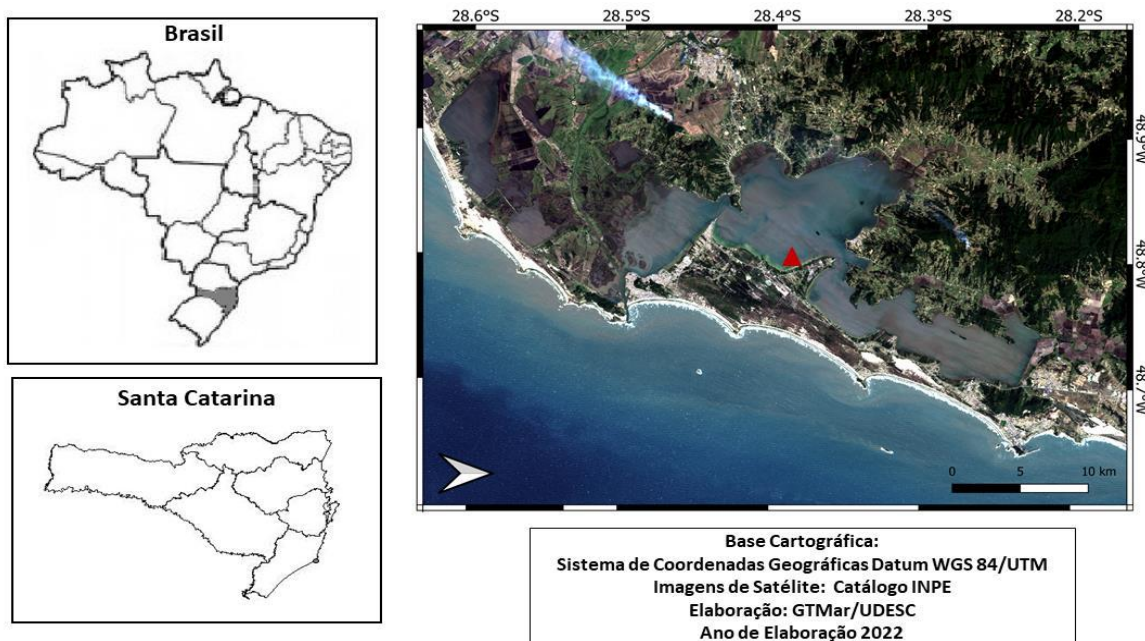 Brasil
Santa Catarina
28.6°S 28.5°S 28.4°S 28.3°S 28.2°S
48.9°W
48.8°W
48.7°W
0 5 10 km
Base Cartográfica:
Sistema de Coordenadas Geográficas Datum WGS 84/UTM
Imagens de Satélite: Catálogo INPE
Elaboração: GTMar/UDESC
Ano de Elaboração 2022